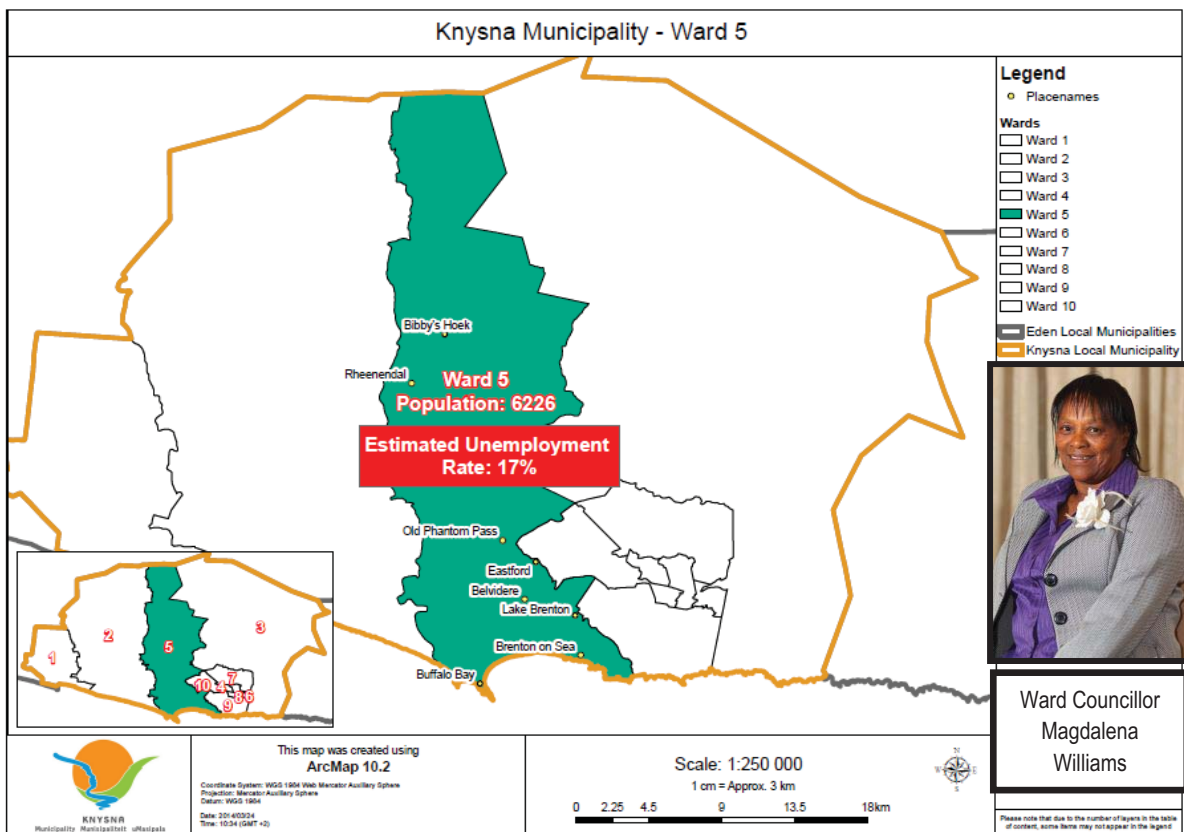 Knysna Municipality - Ward 5
Legend
Placenames
Wards
Ward 1
Ward 2
Ward 3
Ward 4
Ward 5
Ward 6
Ward 7
Ward 8
Ward 9
Ward 10
Eden Local Municipalities
Knysna Local Municipality
Bibby's Hoek
Rheenendal
Ward 5
Population: 6226
Estimated Unemployment
Rate: 17%
Old Phantom Pass
Eastford
Belvidere
Lake Brenton
Brenton on Sea
Buffalo Bay
1
2
5
3
10
4
7
8
6
9
Ward Councillor
Magdalena
Williams
KNYSNA
Municipality Munisipaliteit uMasipala
This map was created using
ArcMap 10.2
Coordinate System: WGS 1984 Web Mercator Auxiliary Sphere
Projection: Mercator Auxiliary Sphere
Datum: WGS 1984
Date: 2014/03/24
Time: 10:34 (GMT +2)
Scale: 1:250 000
1 cm = Approx. 3 km
0 2.25 4.5 9 13.5 18km
N
W E
S
Please note that due to the number of layers in the table
of content, some items may not appear in the legend